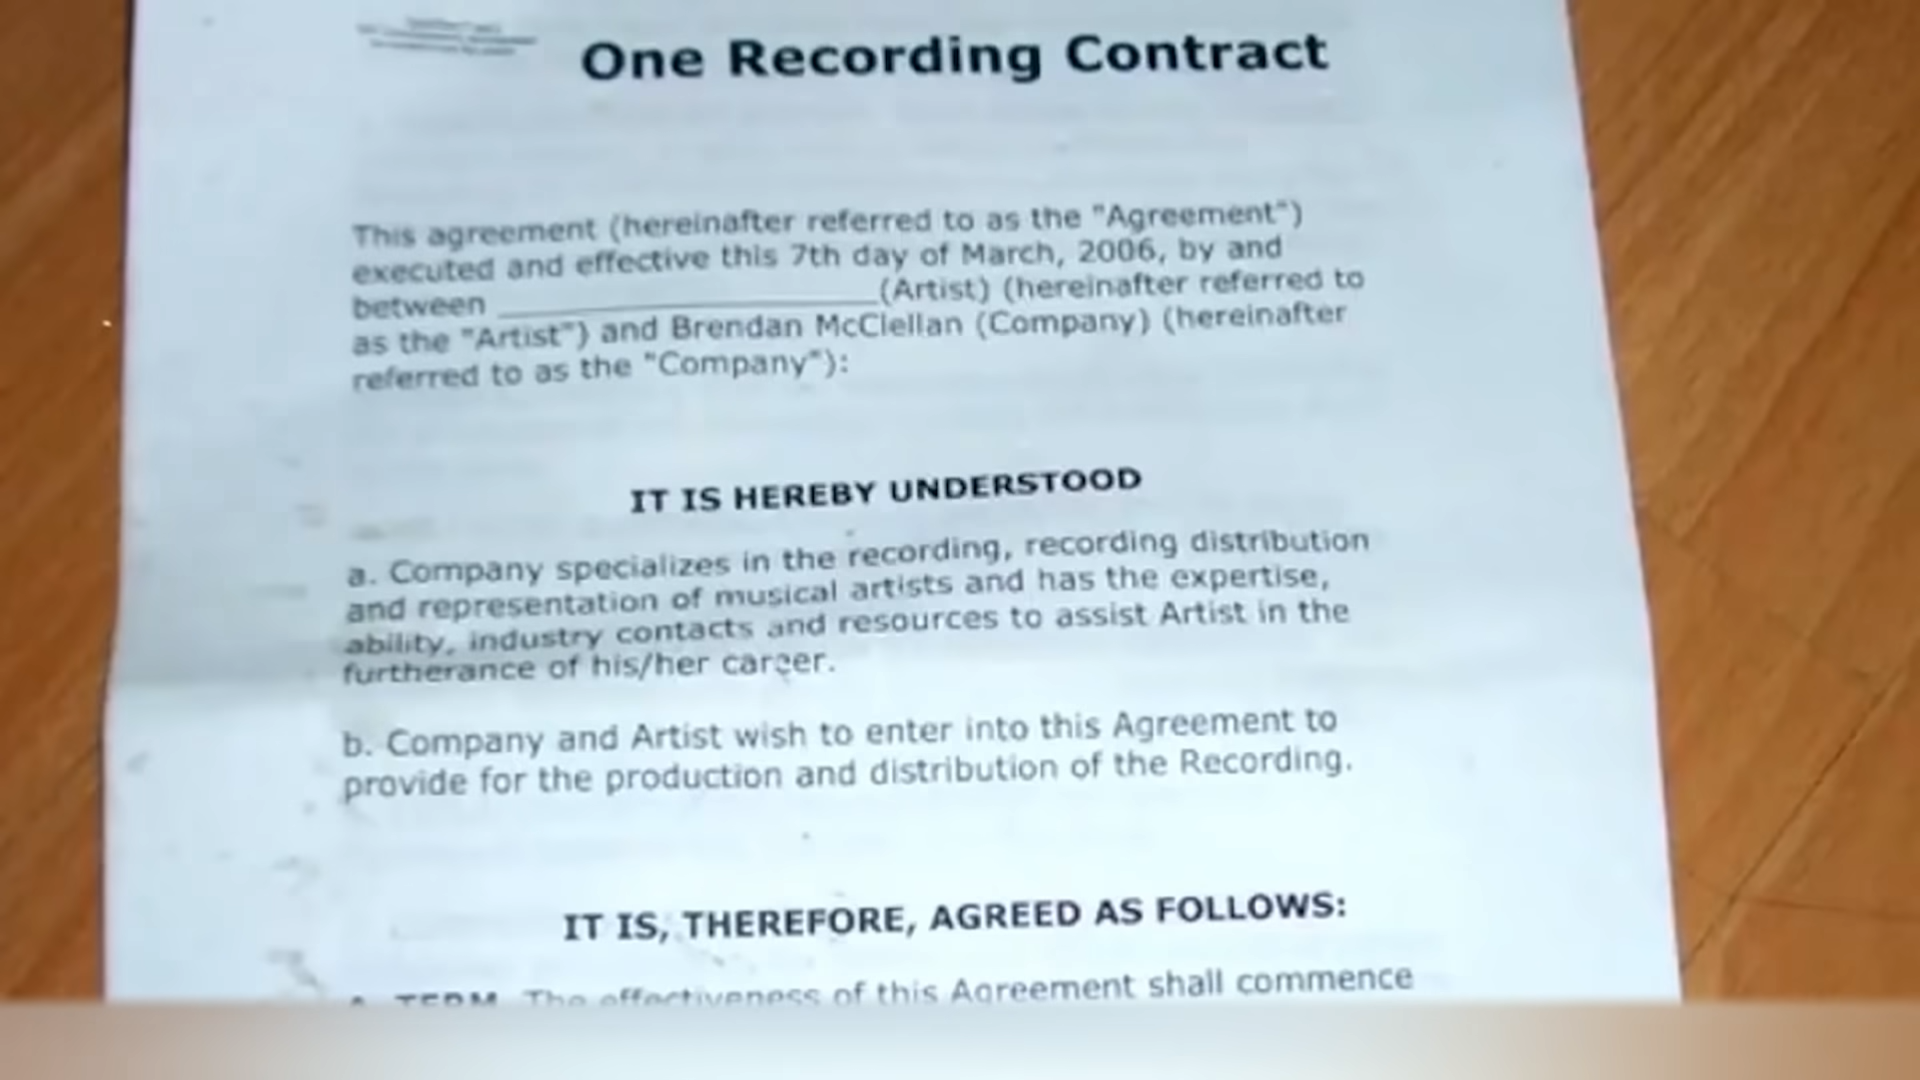 One Recording Contract
This agreement (hereinafter referred to as the "Agreement")
executed and effective this 7th day of March, 2006, by and
between ____________________(Artist) (hereinafter referred to
as the "Artist") and Brendan McClellan (Company) (hereinafter
referred to as the "Company"):
IT IS HEREBY UNDERSTOOD
a. Company specializes in the recording, recording distribution
and representation of musical artists and has the expertise,
ability, industry contacts and resources to assist Artist in the
furtherance of his/her career.
b. Company and Artist wish to enter into this Agreement to
provide for the production and distribution of the Recording.
IT IS, THEREFORE, AGREED AS FOLLOWS:
TERM. The effectiveness of this Agreement shall commence